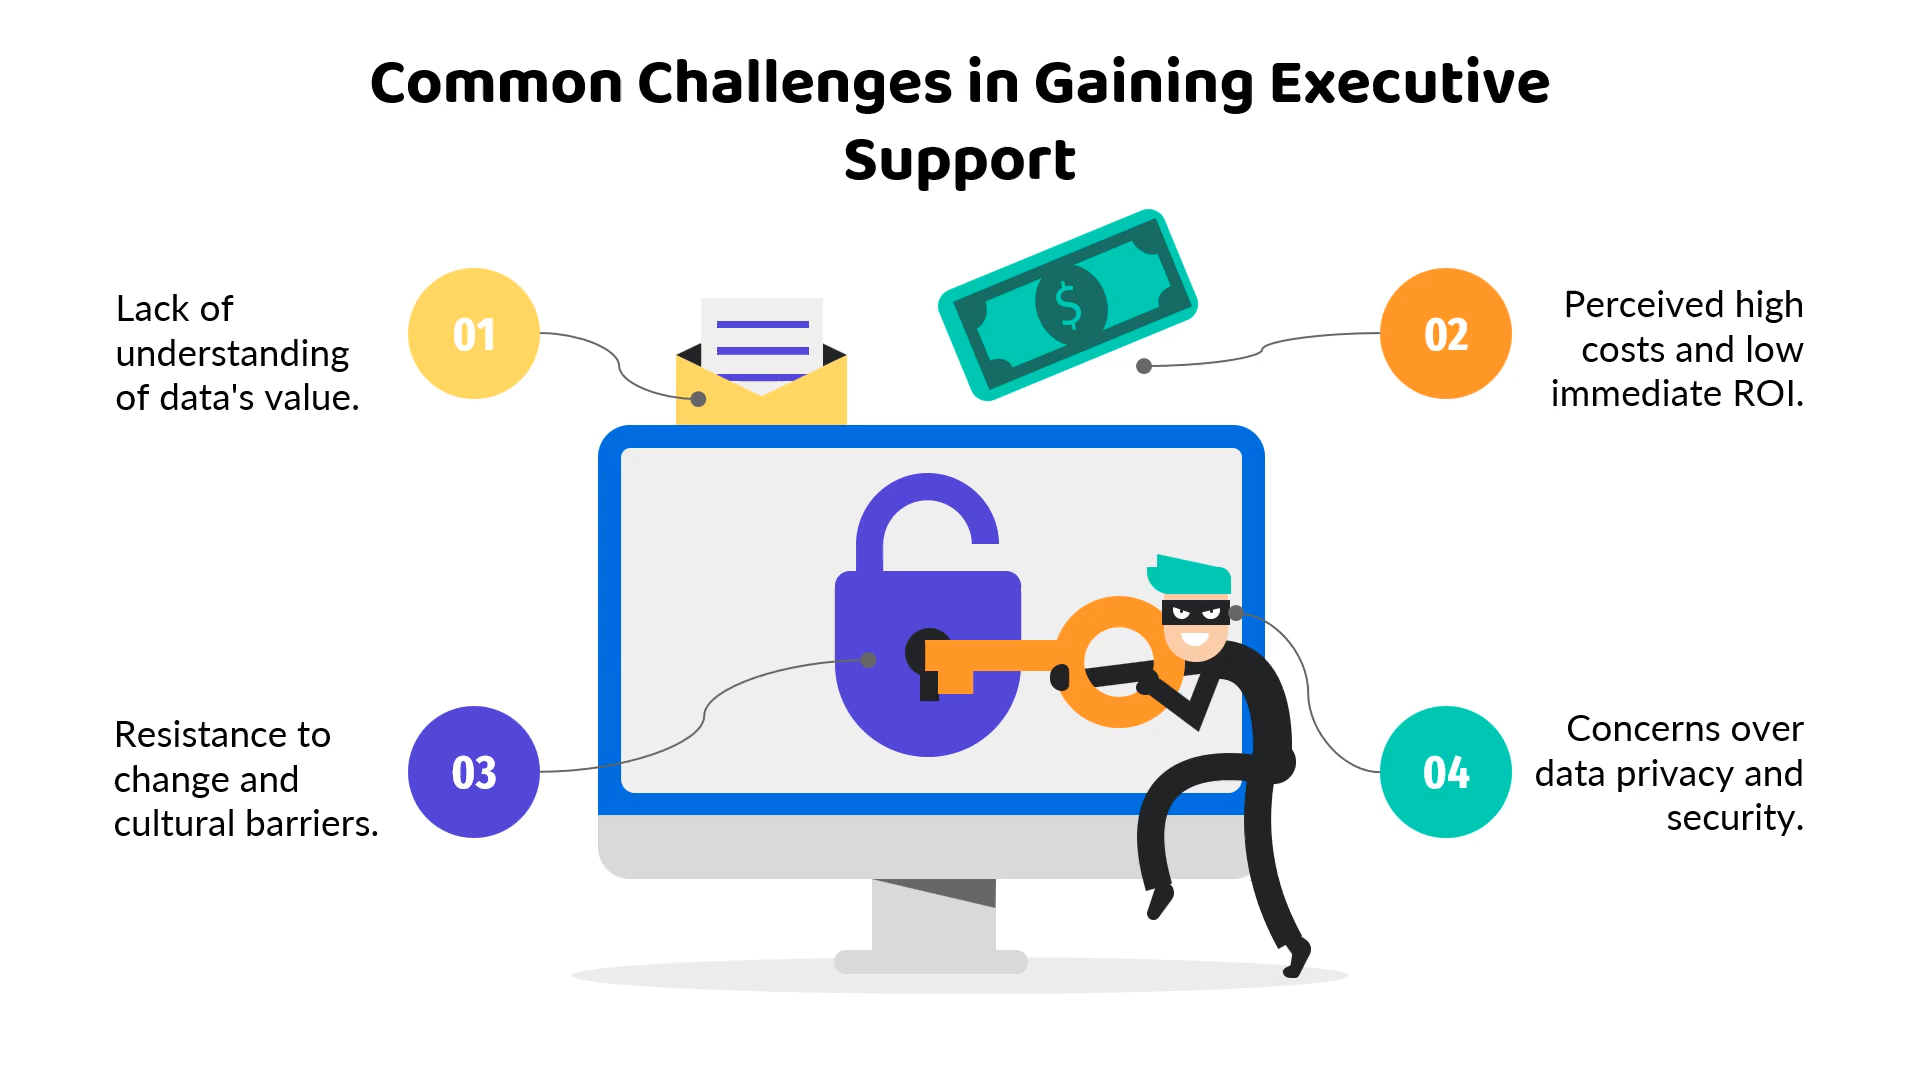 Common Challenges in Gaining Executive
Support
Lack of
understanding
of data's value.
01
$
02
Perceived high
costs and low
immediate ROI.
Resistance to
change and
cultural barriers.
03
04
Concerns over
data privacy and
security.